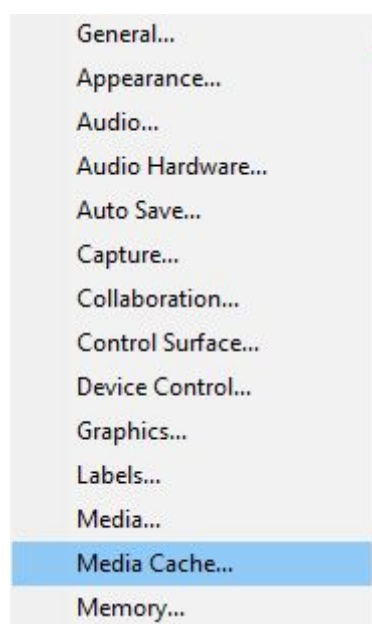 General...
Appearance...
Audio...
Audio Hardware...
Auto Save...
Capture...
Collaboration...
Control Surface...
Device Control...
Graphics...
Labels...
Media...
Media Cache...
Memory...